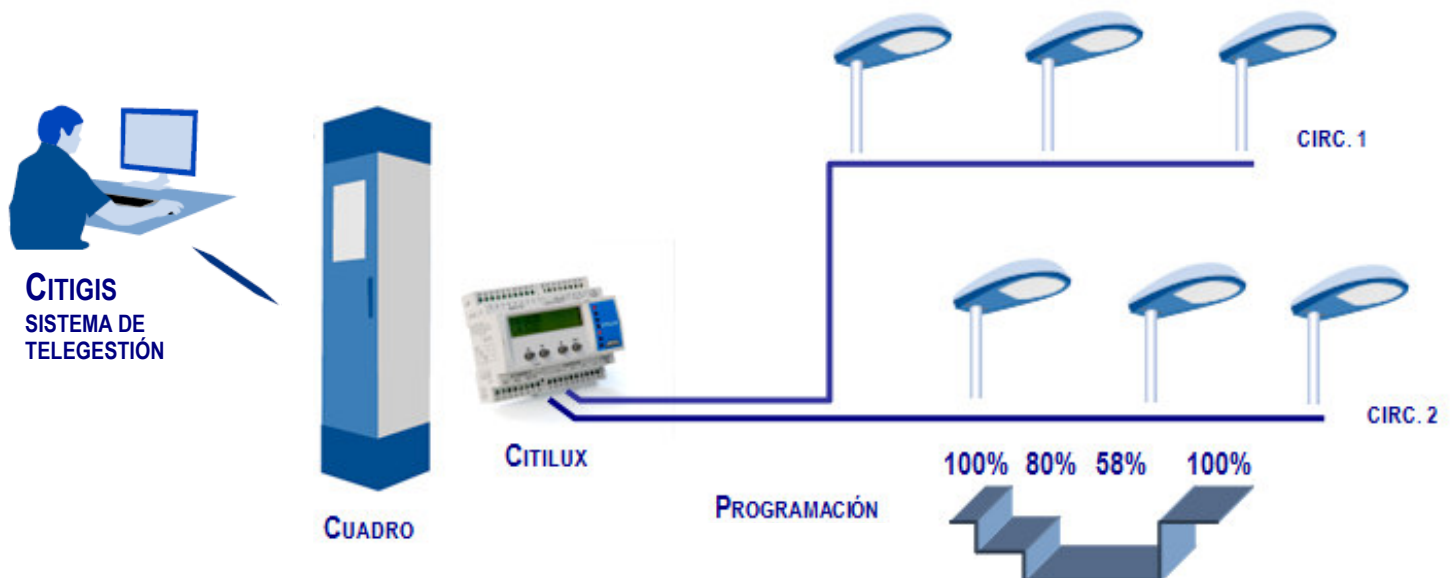 CIRC. 1
CITIGIS
SISTEMA DE
TELEGESTIÓN
CIRC. 2
CITILUX
100% 80% 58% 100%
PROGRAMACIÓN
CUADRO